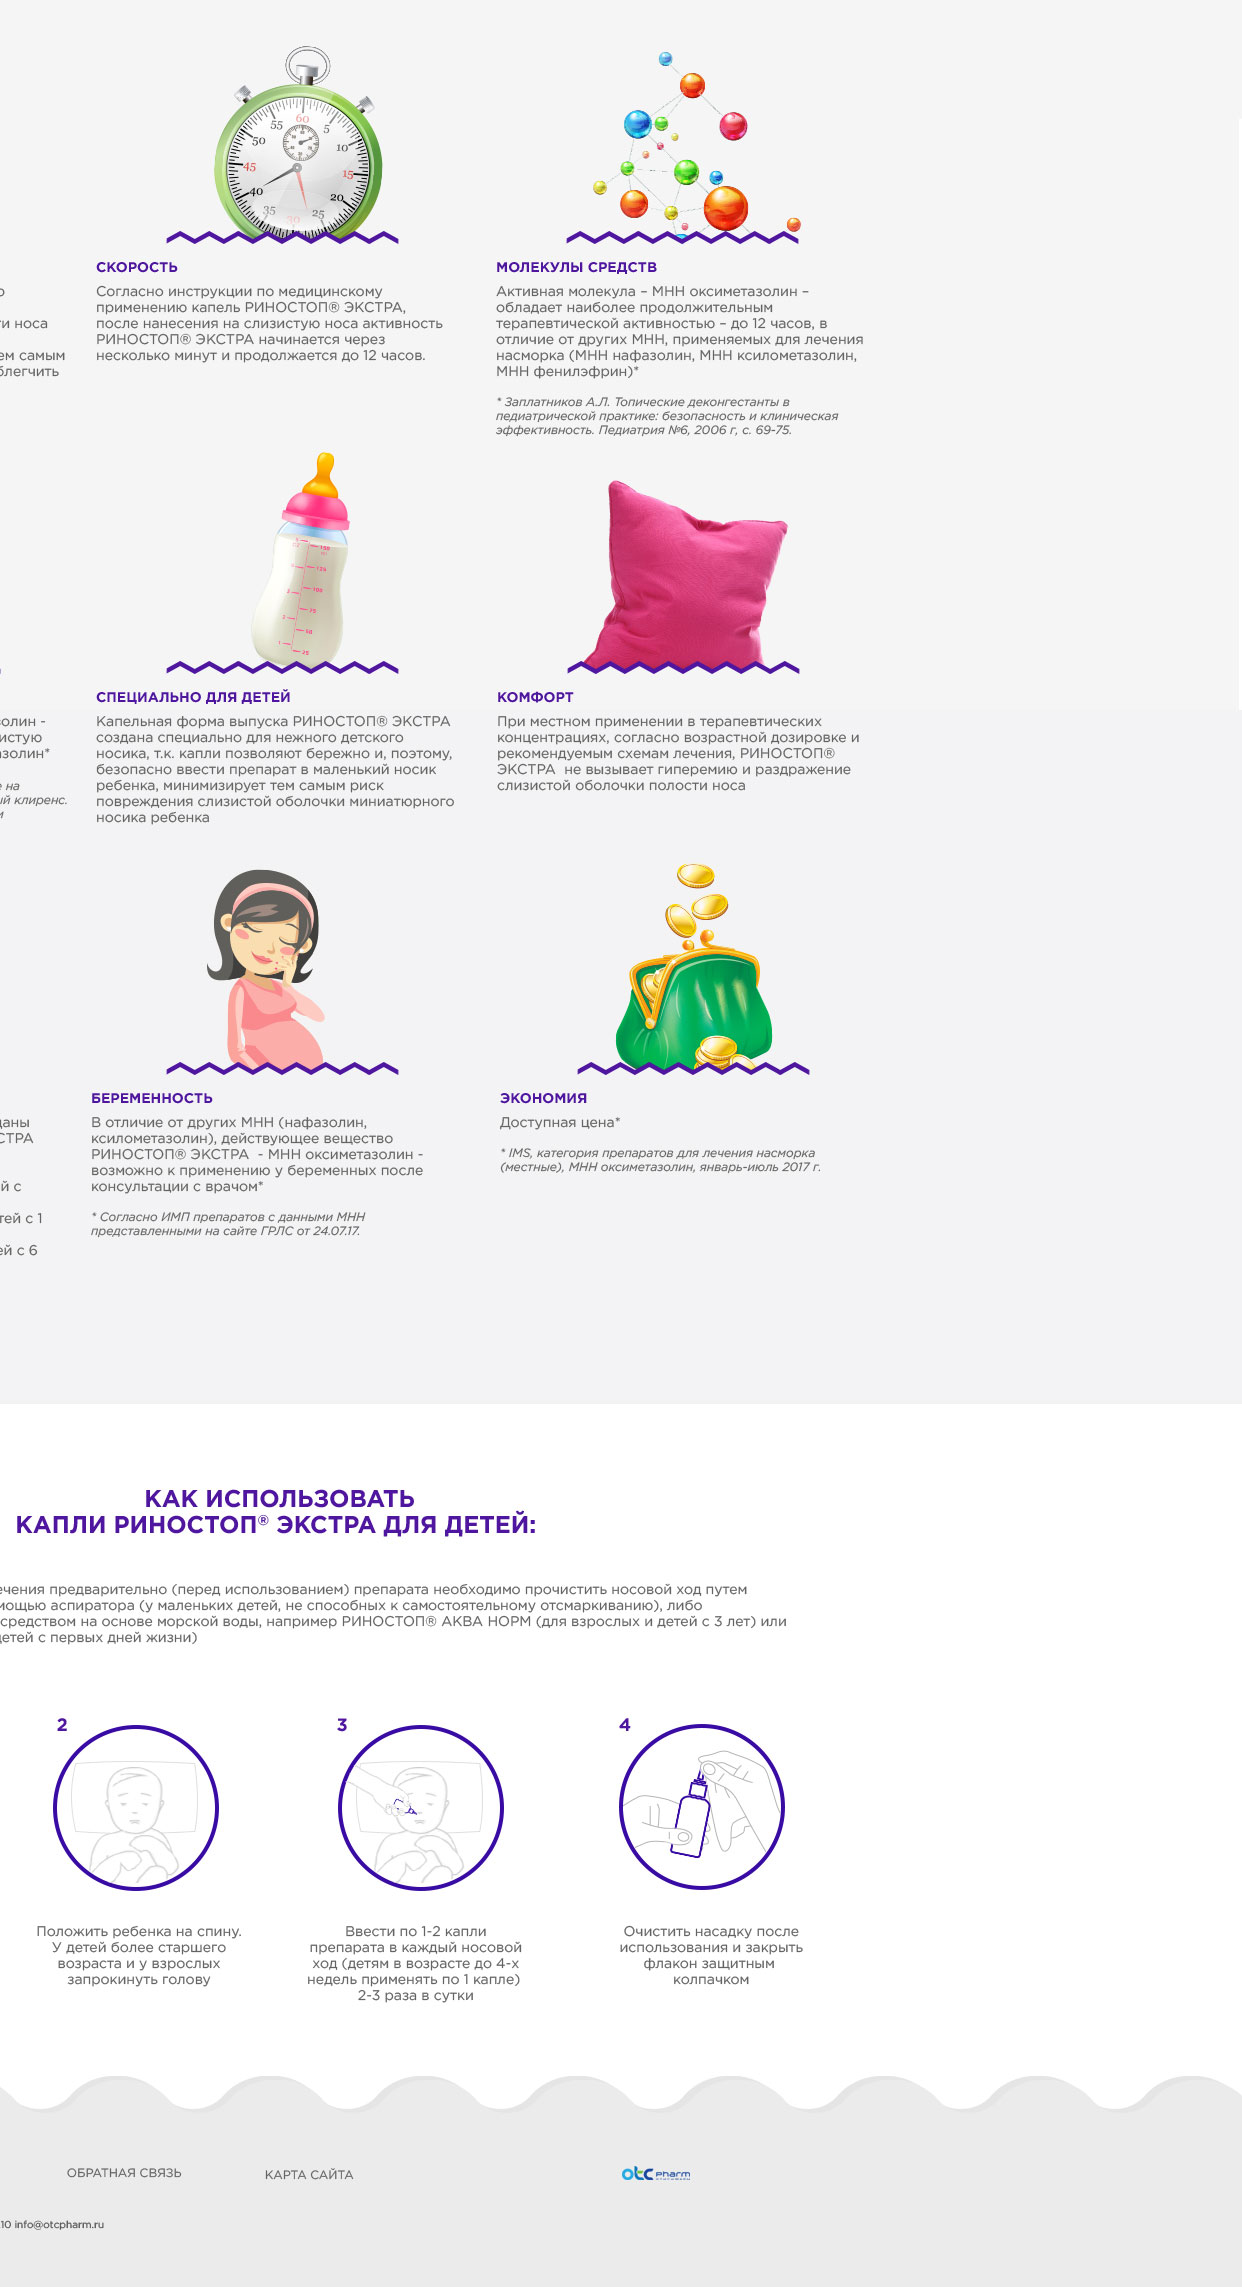 СКОРОСТЬ
Согласно инструкции по медицинскому
применению капель РИНОСТОП® ЭКСТРА,
после нанесения на слизистую носа активность
РИНОСТОП® ЭКСТРА начинается через
несколько минут и продолжается до 12 часов.
МОЛЕКУЛЫ СРЕДСТВ
Активная молекула – МНН оксиметазолин –
обладает наиболее продолжительным
терапевтической активностью – до 12 часов, в
отличие от других МНН, применяемых для лечения
насморка (МНН нафазолин, МНН ксилометазолин,
МНН фенилэфрин)*
* Заплатников А.Л. Топические деконгестанты в
педиатрической практике: безопасность и клиническая
эффективность. Педиатрия №6, 2006 г, с. 69-75.
носа
самым
СПЕЦИАЛЬНО ДЛЯ ДЕТЕЙ
Капельная форма выпуска РИНОСТОП® ЭКСТРА
создана специально для нежного детского
носика, т.к. капли позволяют бережно и, поэтому,
безопасно ввести препарат в маленький носик
ребенка, минимизирует тем самым риск
повреждения слизистой оболочки миниатюрного
носика ребенка
КОМФОРТ
При местном применении в терапевтических
концентрациях, согласно возрастной дозировке и
рекомендуемым схемам лечения, РИНОСТОП®
ЭКСТРА не вызывает гиперемию и раздражение
слизистой оболочки полости носа
на
клиренс.
БЕРЕМЕННОСТЬ
В отличие от других МНН (нафазолин,
ксилометазолин), действующее вещество
РИНОСТОП® ЭКСТРА - МНН оксиметазолин -
возможно к применению у беременных после
консультации с врачом*
* Согласно ИМП препаратов с данными МНН
представленными на сайте ГРЛС от 24.07.17.
ЭКОНОМИЯ
Доступная цена*
* IMS, категория препаратов для лечения насморка
(местные), МНН оксиметазолин, январь-июль 2017 г.
с
с 1
с 6
КАК ИСПОЛЬЗОВАТЬ
КАПЛИ РИНОСТОП® ЭКСТРА ДЛЯ ДЕТЕЙ:
предварительно (перед использованием) препарата необходимо прочистить носовой ход путем
аспиратора (у маленьких детей, не способных к самостоятельному отсмаркиванию), либо
средством на основе морской воды, например РИНОСТОП® АКВА НОРМ (для взрослых и детей с 3 лет) или
детей с первых дней жизни)
2
Положить ребенка на спину.
У детей более старшего
возраста и у взрослых
запрокинуть голову
3
Ввести по 1-2 капли
препарата в каждый носовой
ход (детям в возрасте до 4-х
недель применять по 1 капле)
2-3 раза в сутки
4
Очистить насадку после
использования и закрыть
флакон защитным
колпачком
ОБРАТНАЯ СВЯЗЬ
КАРТА САЙТА
otc pharm
10 info@otcpharm.ru